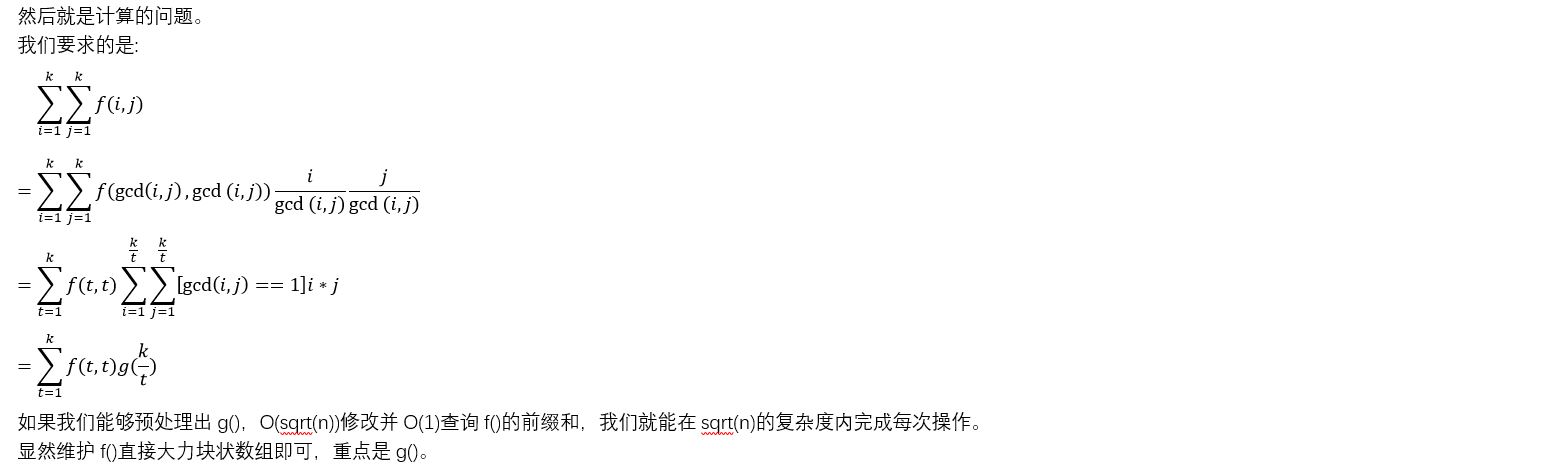 然后就是计算的问题。
我们要求的是:
\sum_{i=1}^{k}\sum_{j=1}^{k} f(i,j)
= \sum_{i=1}^{k}\sum_{j=1}^{k} f(\gcd(i,j),\gcd(i,j)) \frac{i}{\gcd(i,j)} \frac{j}{\gcd(i,j)}
= \sum_{t=1}^{k} f(t,t) \sum_{i=1}^{\frac{k}{t}}\sum_{j=1}^{\frac{k}{t}} [\gcd(i,j) == 1] i * j
= \sum_{t=1}^{k} f(t,t) g(\frac{k}{t})
如果我们能够预处理出 g()，O(sqrt(n))修改并 O(1)查询 f()的前缀和，我们就能在 sqrt(n)的复杂度内完成每次操作。
显然维护 f()直接大力块状数组即可，重点是 g()。